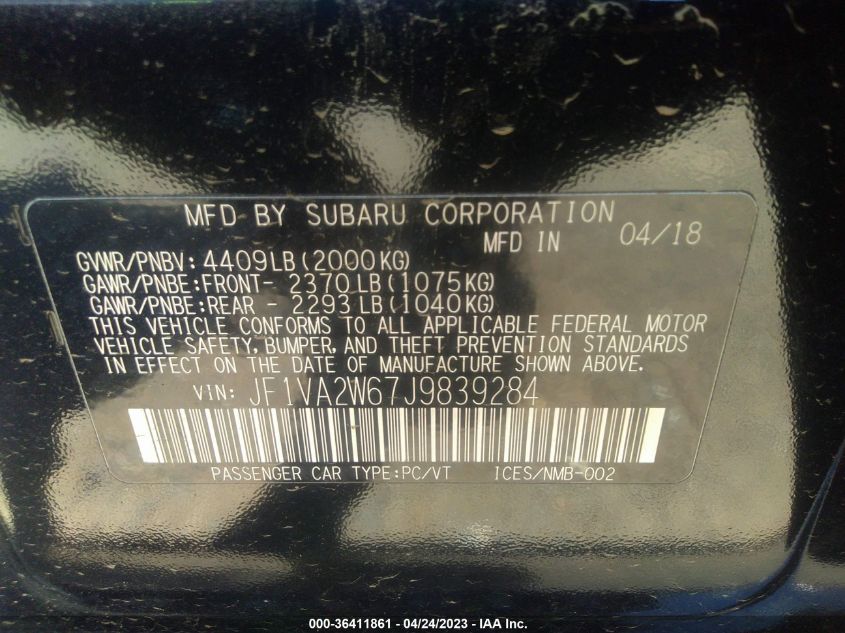 MFD BY SUBARU CORPORATION
MFD IN 04/18
GVWR/PNBV: 4409LB(2000KG)
GAWR/PNBE:FRONT- 2370LB(1075KG)
GAWR/PNBE:REAR - 2293LB(1040KG)
THIS VEHICLE CONFORMS TO ALL APPLICABLE FEDERAL MOTOR
VEHICLE SAFETY, BUMPER, AND THEFT PREVENTION STANDARDS
IN EFFECT ON THE DATE OF MANUFACTURE SHOWN ABOVE.
VIN: JF1VA2W67J9839284
PASSENGER CAR TYPE:PC/VT ICES/NMB-002
000-36411861 - 04/24/2023 - IAA Inc.